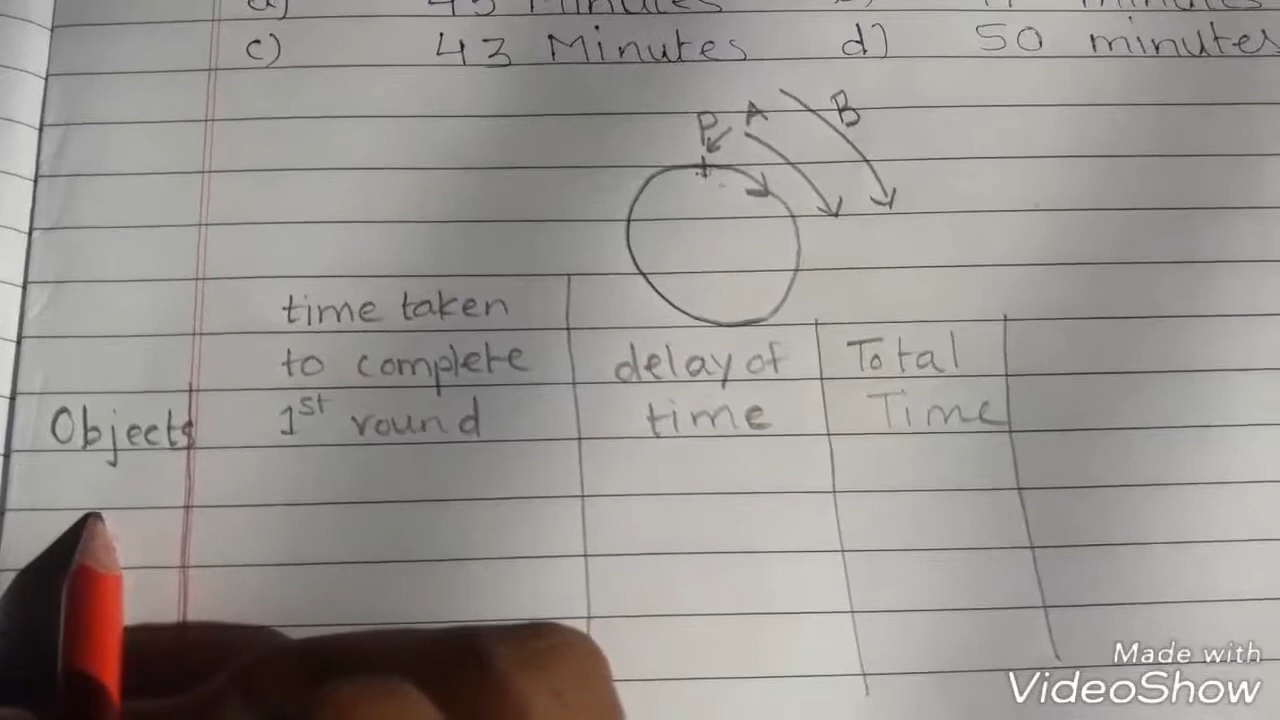 c) 43 Minutes d) 50 minutes
P A B
time taken
to complete delay of Total
Objects 1st round time Time
Made with
VideoShow